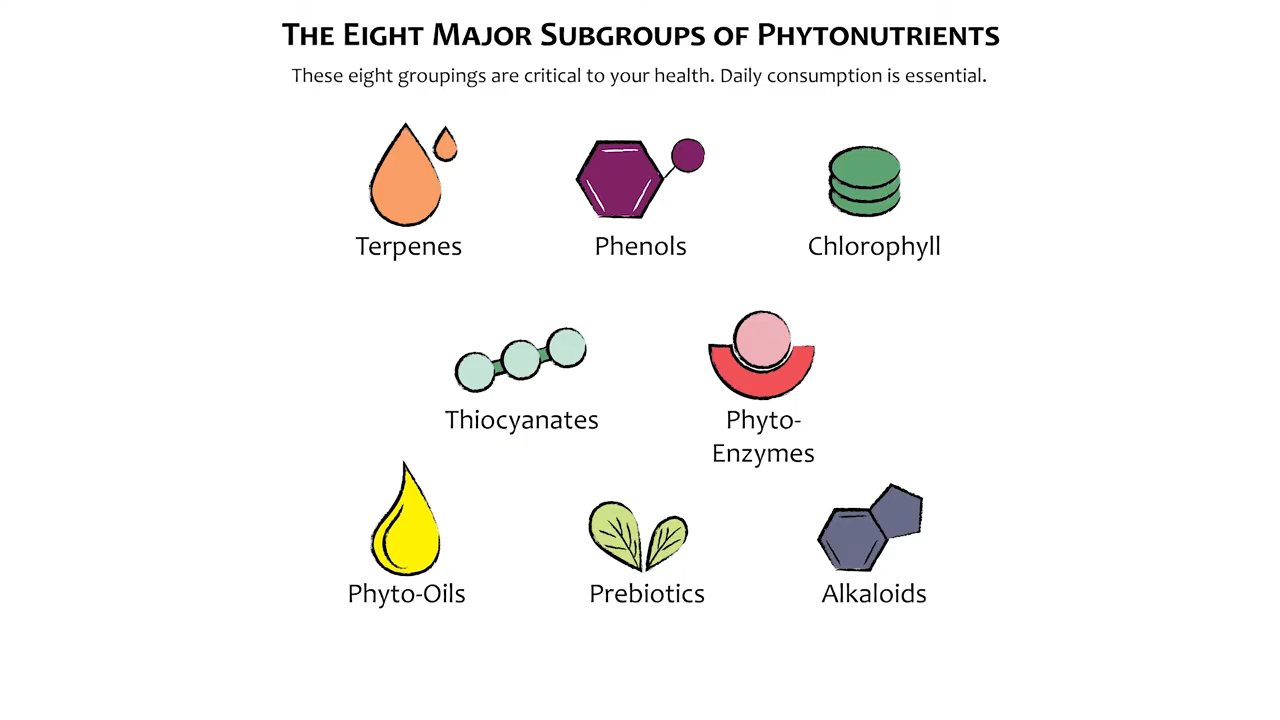 The Eight Major Subgroups of Phytonutrients
These eight groupings are critical to your health. Daily consumption is essential.
Terpenes
Phenols
Chlorophyll
Thiocyanates
Phyto-
Enzymes
Phyto-Oils
Prebiotics
Alkaloids